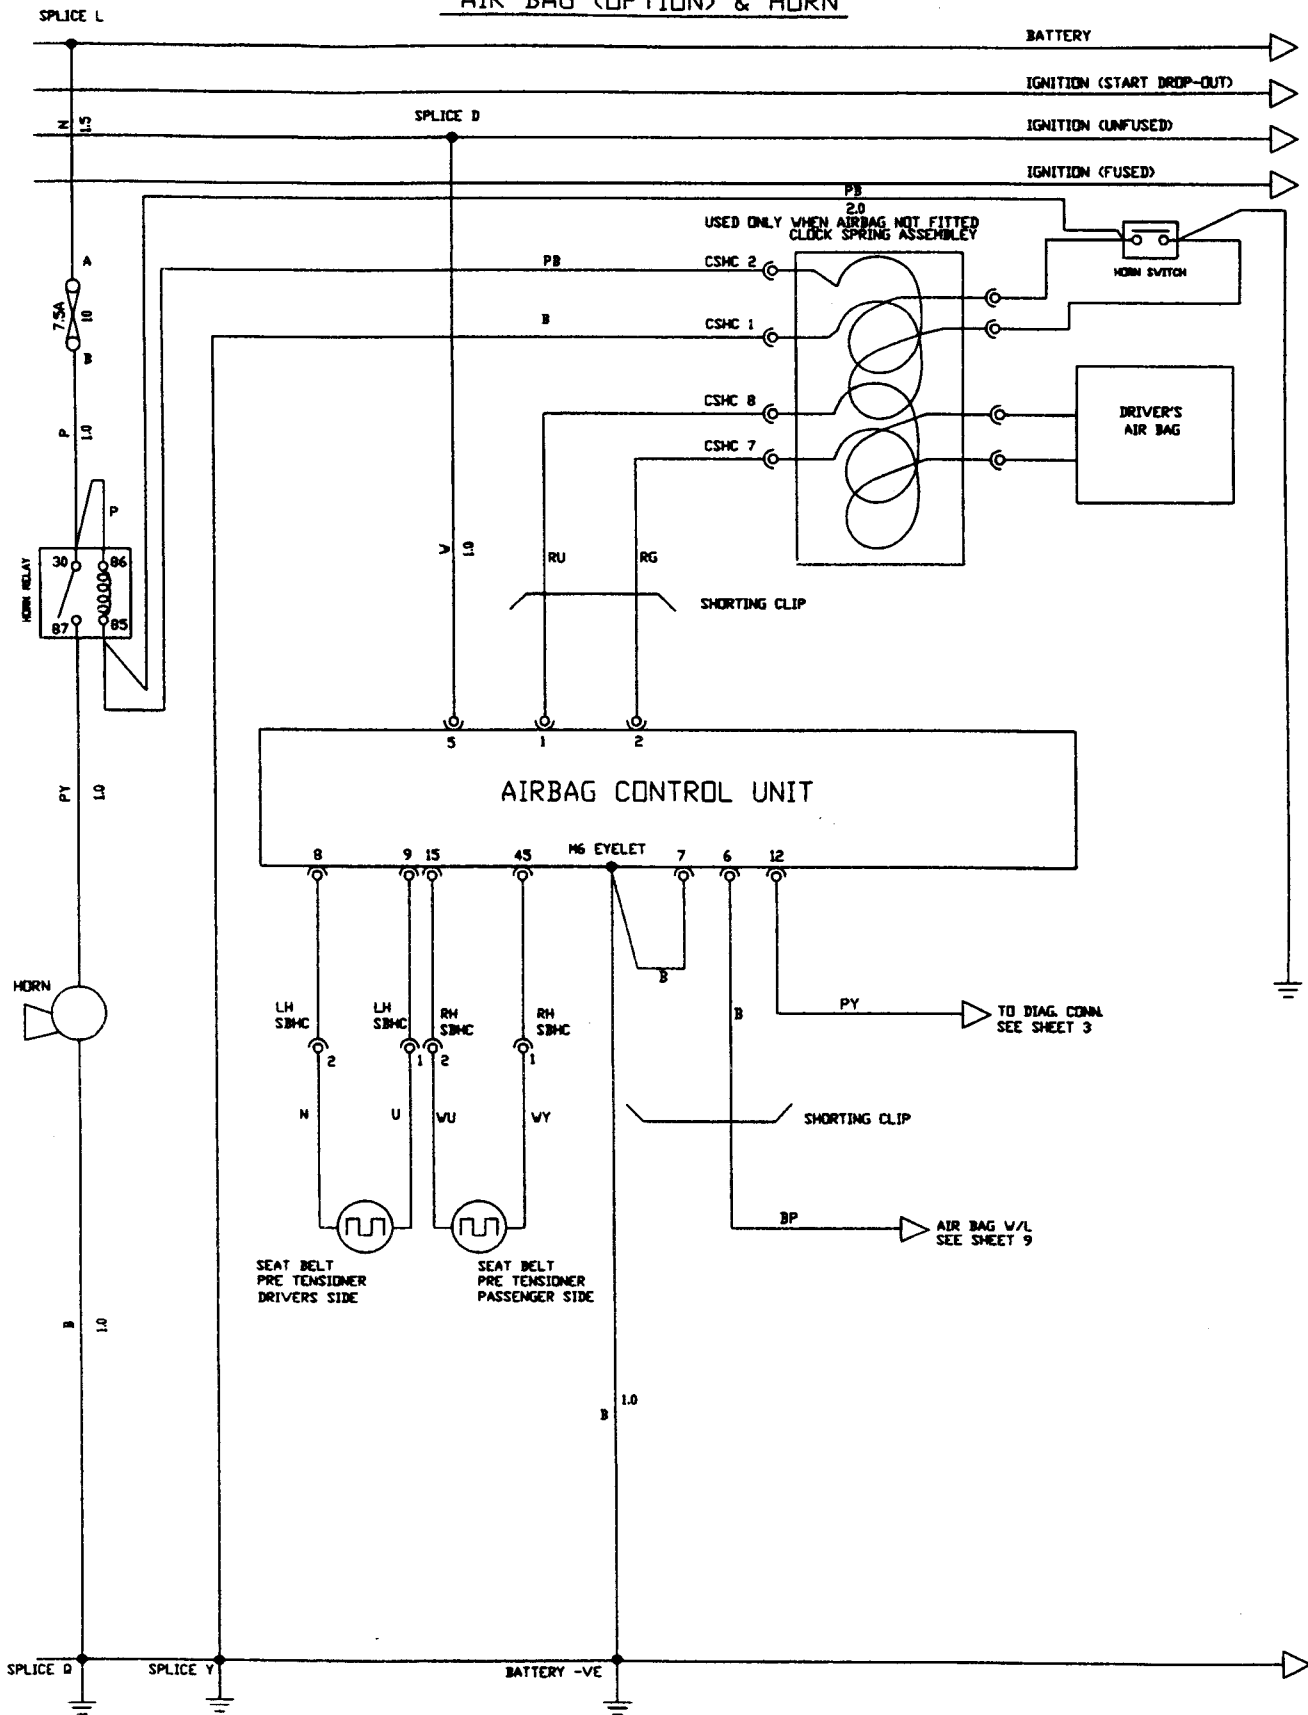 AIR BAG (OPTION) & HORN
SPLICE L
BATTERY
IGNITION (START DROP-OUT)
SPLICE D
IGNITION (UNFUSED)
IGNITION (FUSED)
N
1.5
PB
2.0
USED ONLY WHEN AIRBAG NOT FITTED
CLOCK SPRING ASSEMBLEY
HORN SWITCH
A
7.5A
10
B
PB
CSHC 2
B
CSHC 1
CSHC 8
CSHC 7
DRIVER'S
AIR BAG
P
1.0
P
30
86
HORN RELAY
87
85
W
1.0
RU
RG
SHORTING CLIP
5
1
2
AIRBAG CONTROL UNIT
PY
1.0
8
9
15
45
M6 EYELET
7
6
12
B
HORN
LH
SBHC
LH
SBHC
RH
SBHC
RH
SBHC
B
PY
TO DIAG. CONN.
SEE SHEET 3
2
1
2
1
N
U
WU
WY
SHORTING CLIP
BP
AIR BAG W/L
SEE SHEET 9
SEAT BELT
PRE TENSIONER
DRIVERS SIDE
SEAT BELT
PRE TENSIONER
PASSENGER SIDE
B
1.0
B
1.0
SPLICE Q
SPLICE Y
BATTERY -VE